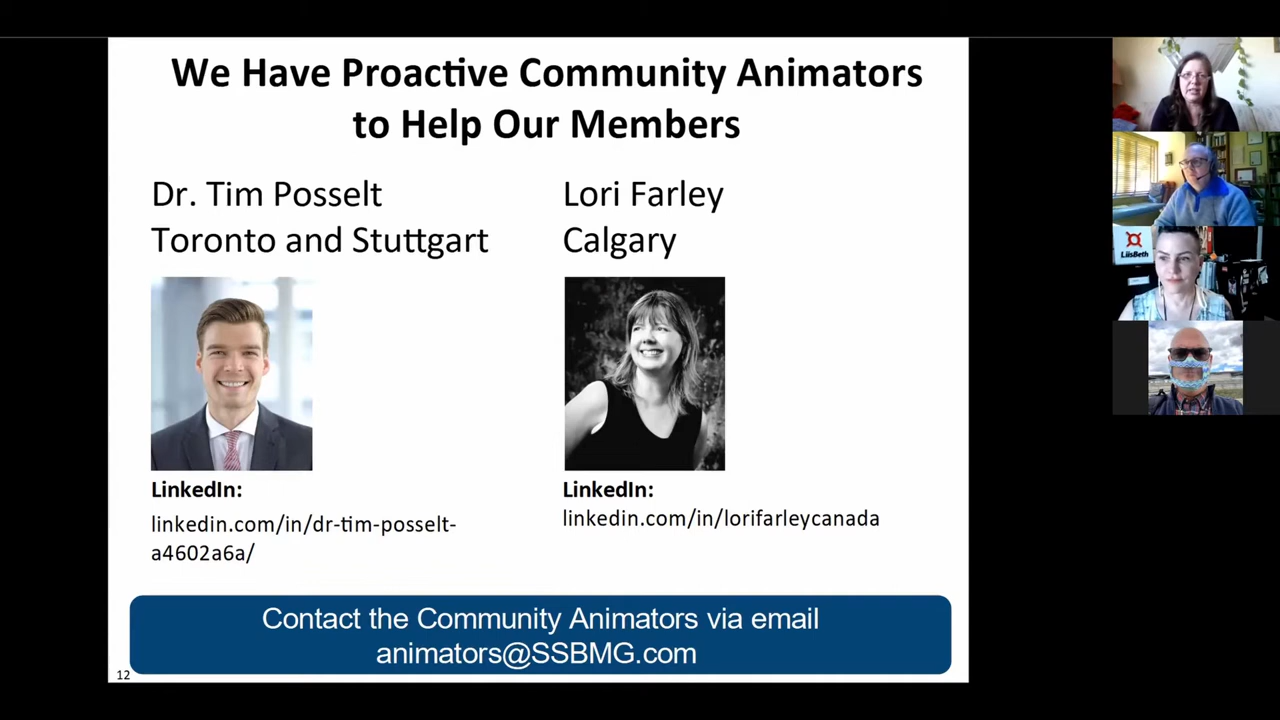 We Have Proactive Community Animators
to Help Our Members
Dr. Tim Posselt
Toronto and Stuttgart
LinkedIn:
linkedin.com/in/dr-tim-posselt-
a4602a6a/
Lori Farley
Calgary
LinkedIn:
linkedin.com/in/lorifarleycanada
Contact the Community Animators via email
animators@SSBMG.com
12
LiisBeth